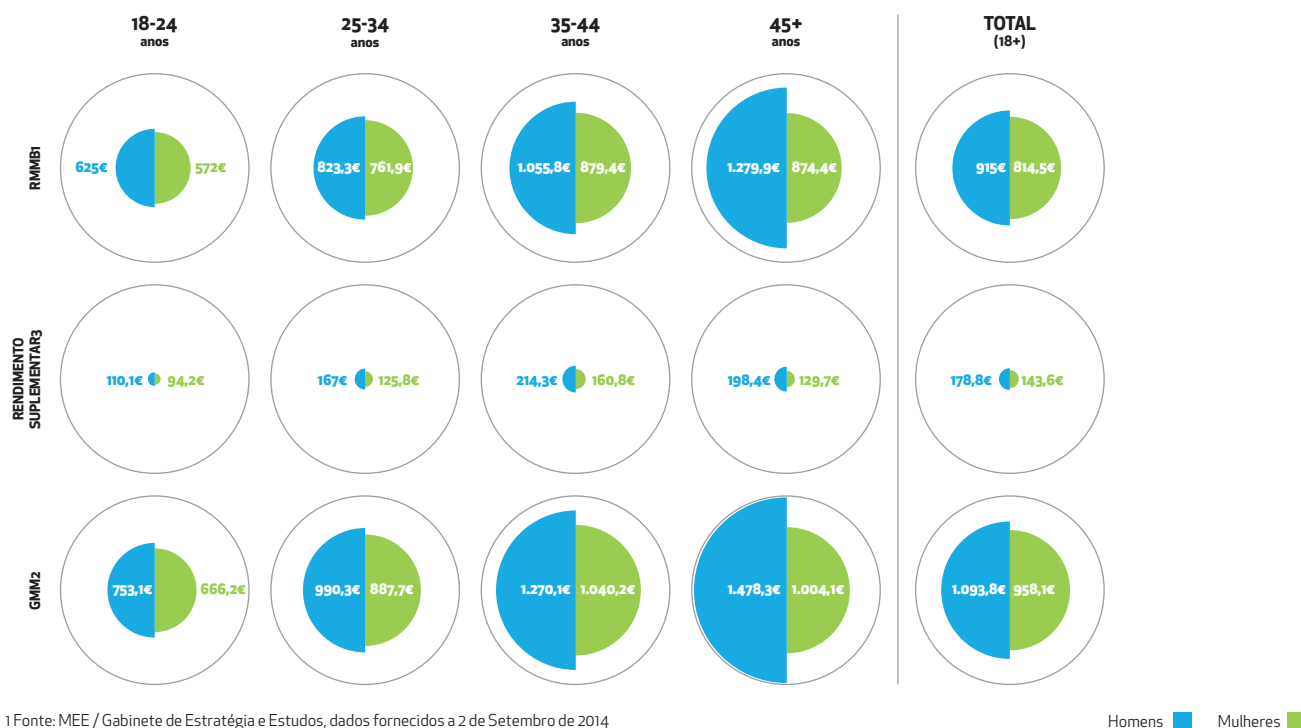 18-24
anos
25-34
anos
35-44
anos
45+
anos
TOTAL
(18+)
RMMB1
625€ 572€
823,3€ 761,9€
1.055,8€ 879,4€
1.279,9€ 874,4€
915€ 814,5€
RENDIMENTO
SUPLEMENTAR3
110,1€ 94,2€
167€ 125,8€
214,3€ 160,8€
198,4€ 129,7€
178,8€ 143,6€
GMM2
753,1€ 666,2€
990,3€ 887,7€
1.270,1€ 1.040,2€
1.478,3€ 1.004,1€
1.093,8€ 958,1€
1 Fonte: MEE / Gabinete de Estratégia e Estudos, dados fornecidos a 2 de Setembro de 2014
Homens Mulheres